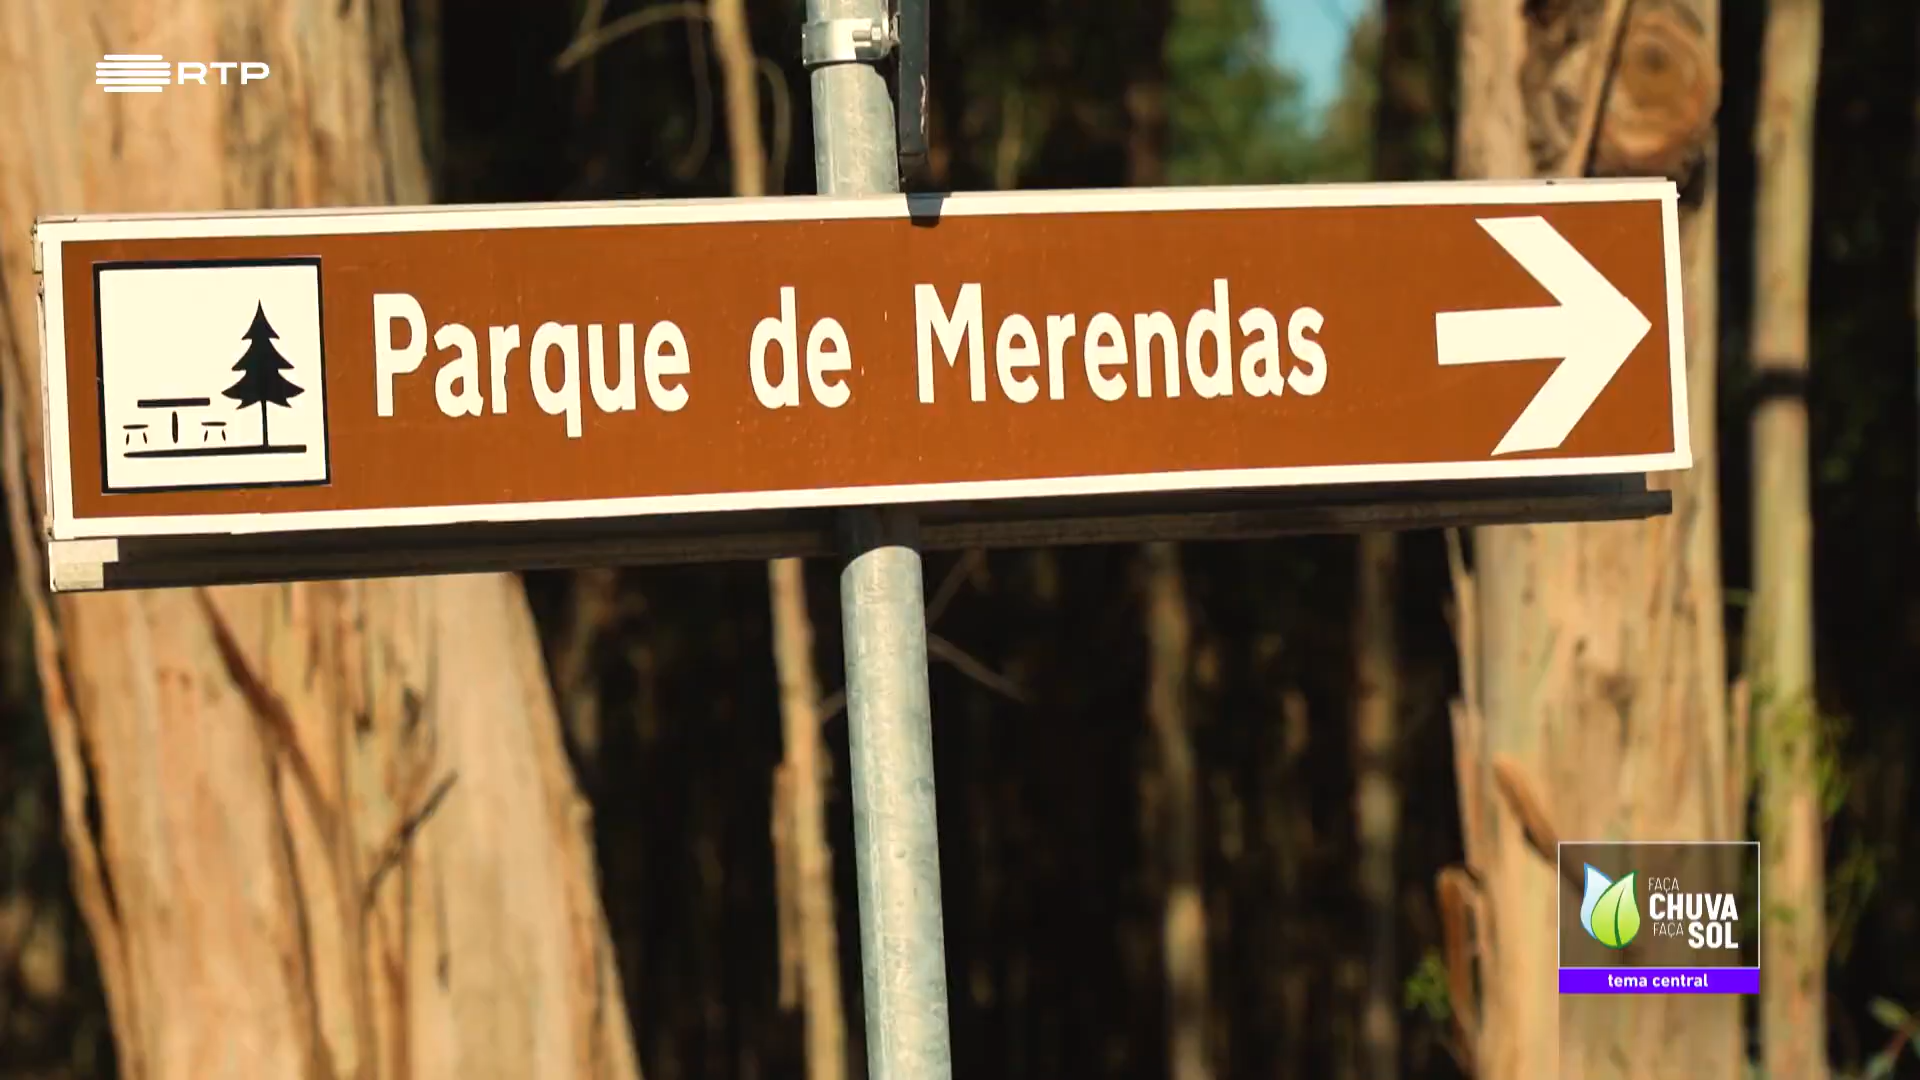 RTP
Parque de Merendas
FAÇA
CHUVA
FAÇA
SOL
tema central